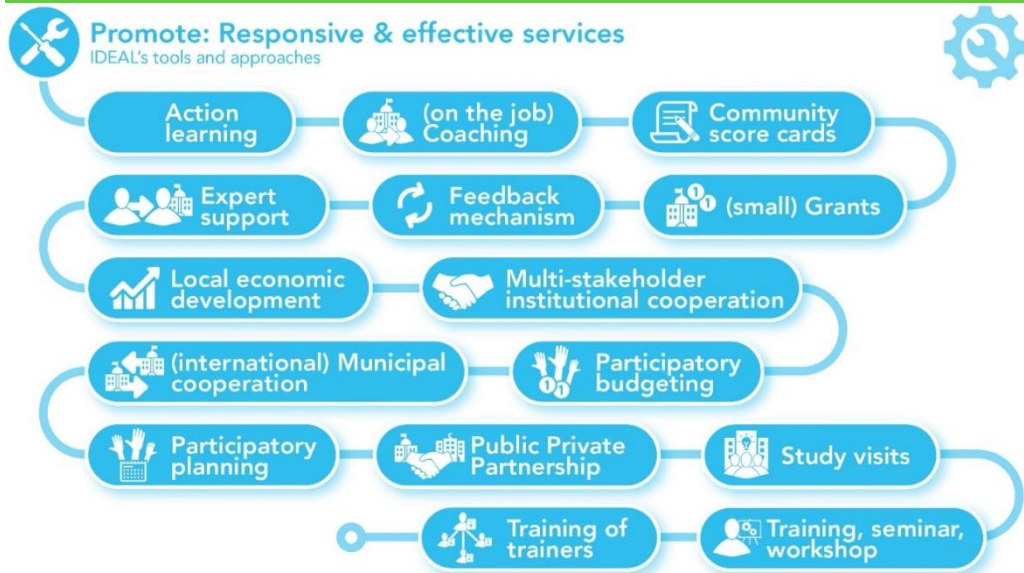 Promote: Responsive & effective services
IDEAL's tools and approaches
Action
learning
(on the job)
Coaching
Community
score cards
Expert
support
Feedback
mechanism
(small) Grants
Local economic
development
Multi-stakeholder
institutional cooperation
(international) Municipal
cooperation
Participatory
budgeting
Participatory
planning
Public Private
Partnership
Study visits
Training of
trainers
Training, seminar,
workshop